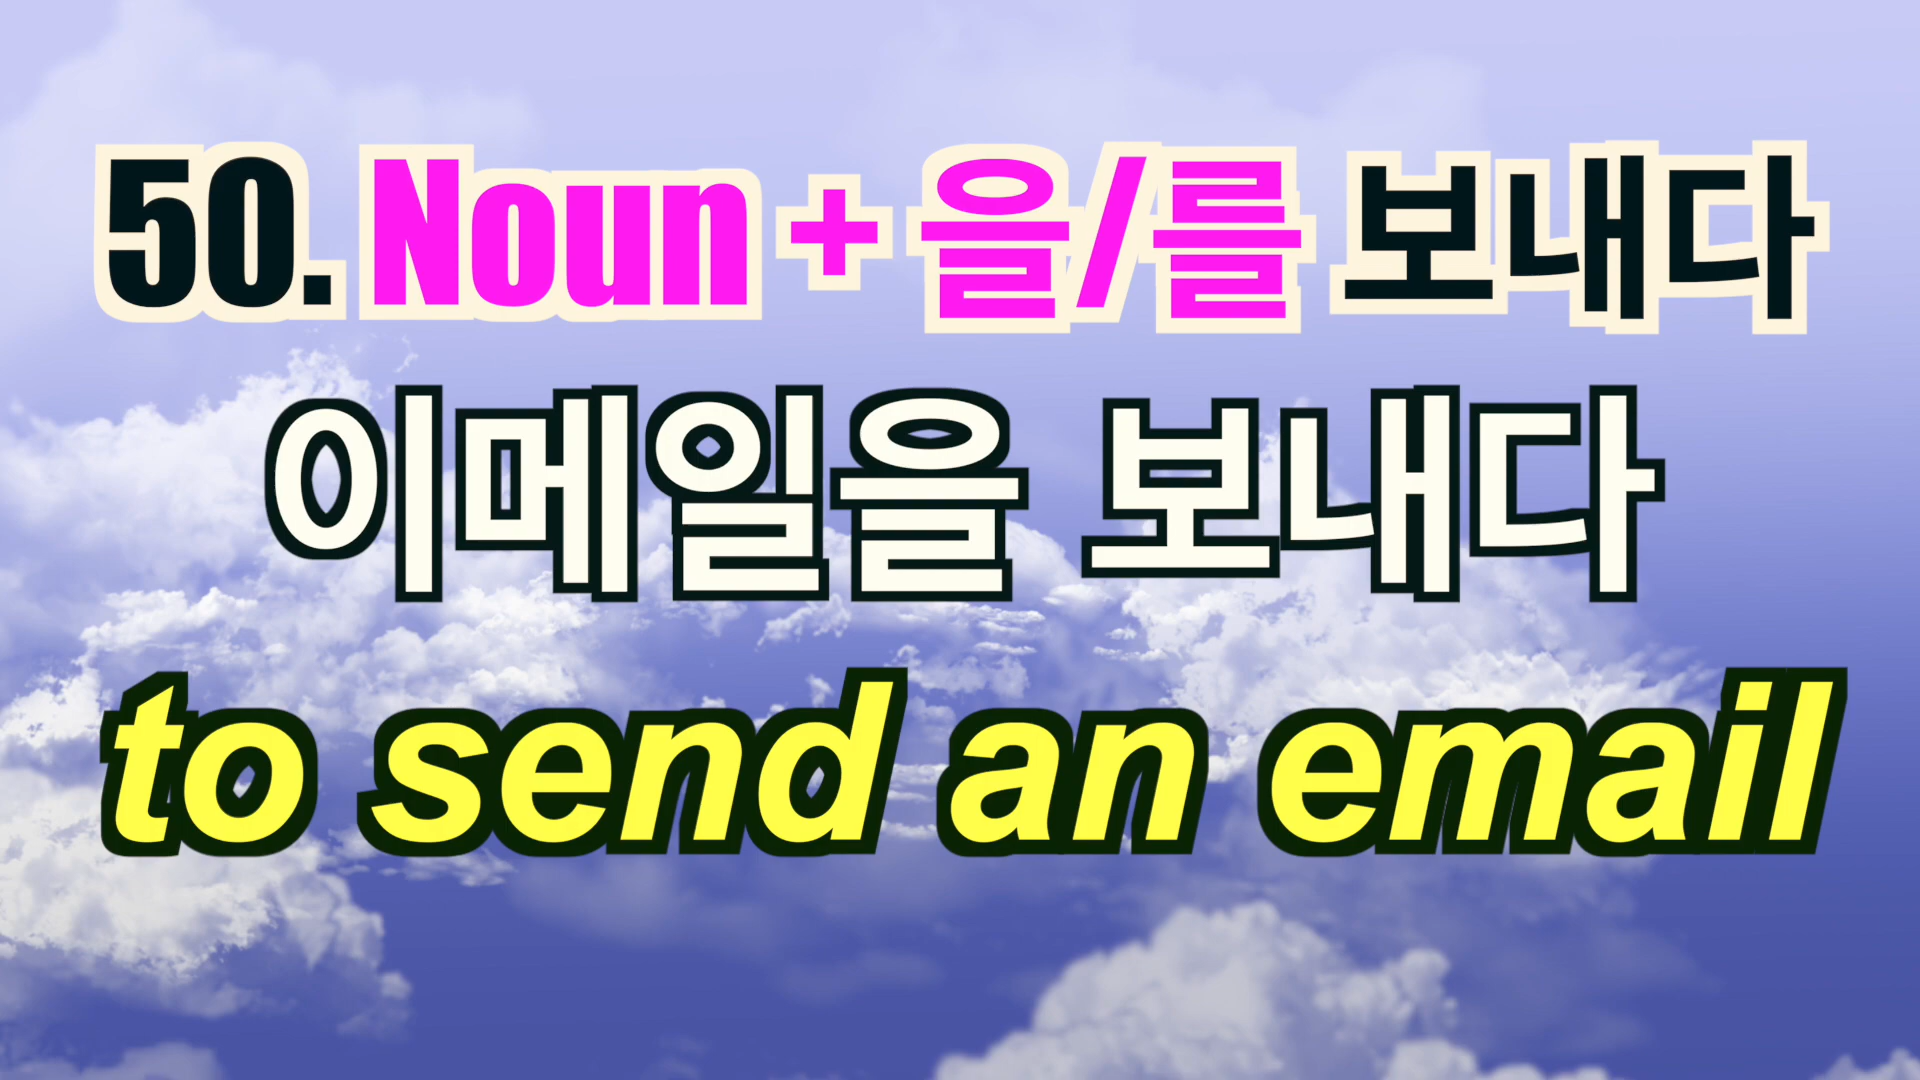 50. Noun + 을/를 보내다
이메일을 보내다
to send an email